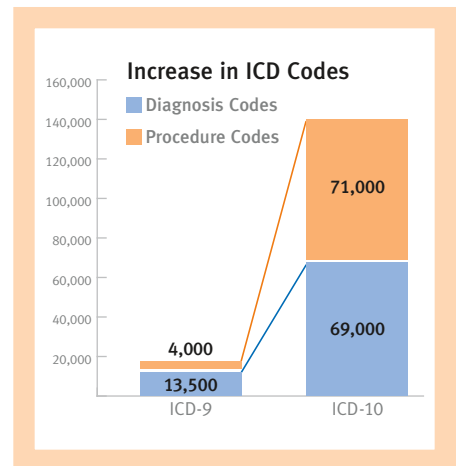 Increase in ICD Codes
Diagnosis Codes
Procedure Codes
160,000
140,000
120,000
100,000
80,000
60,000
40,000
20,000
4,000
13,500
71,000
69,000
ICD-9
ICD-10